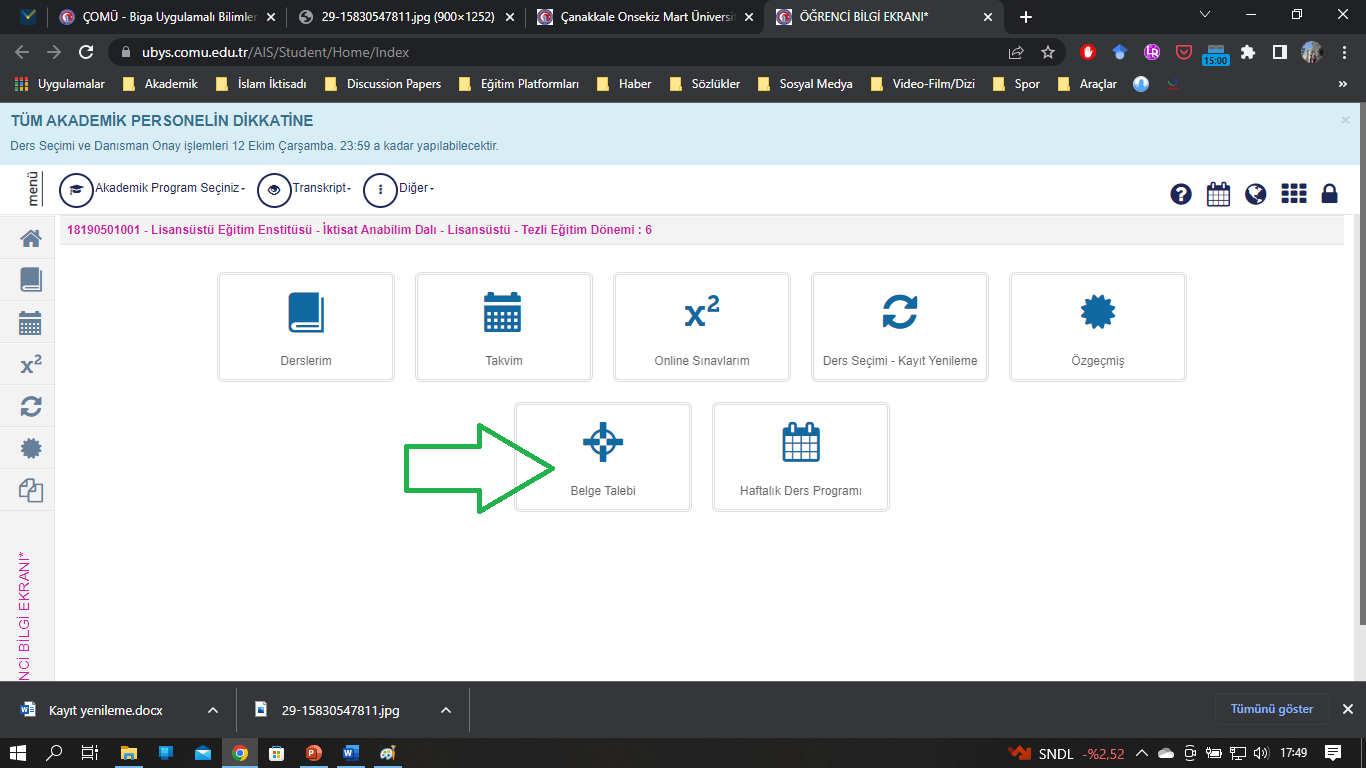 ÇOMÜ - Biga Uygulamalı Bilimler
29-15830547811.jpg (900×1252)
Çanakkale Onsekiz Mart Üniversit
ÖĞRENCİ BİLGİ EKRANI*
ubys.comu.edu.tr/AIS/Student/Home/Index
15:00
Uygulamalar
Akademik
İslam İktisadı
Discussion Papers
Eğitim Platformları
Haber
Sözlükler
Sosyal Medya
Video-Film/Dizi
Spor
Araçlar
TÜM AKADEMİK PERSONELİN DİKKATİNE
Ders Seçimi ve Danısman Onay işlemleri 12 Ekim Çarşamba. 23:59 a kadar yapılabilecektir.
menü
Akademik Program Seçiniz
Transkript
Diğer
18190501001 - Lisansüstü Eğitim Enstitüsü - İktisat Anabilim Dalı - Lisansüstü - Tezli Eğitim Dönemi : 6
x²
Derslerim
Takvim
x²
Online Sınavlarım
Ders Seçimi - Kayıt Yenileme
Özgeçmiş
Belge Talebi
Haftalık Ders Programı
NCİ BİLGİ EKRANI*
Kayıt yenileme.docx
29-15830547811.jpg
Tümünü göster
SNDL -%2,52
17:49